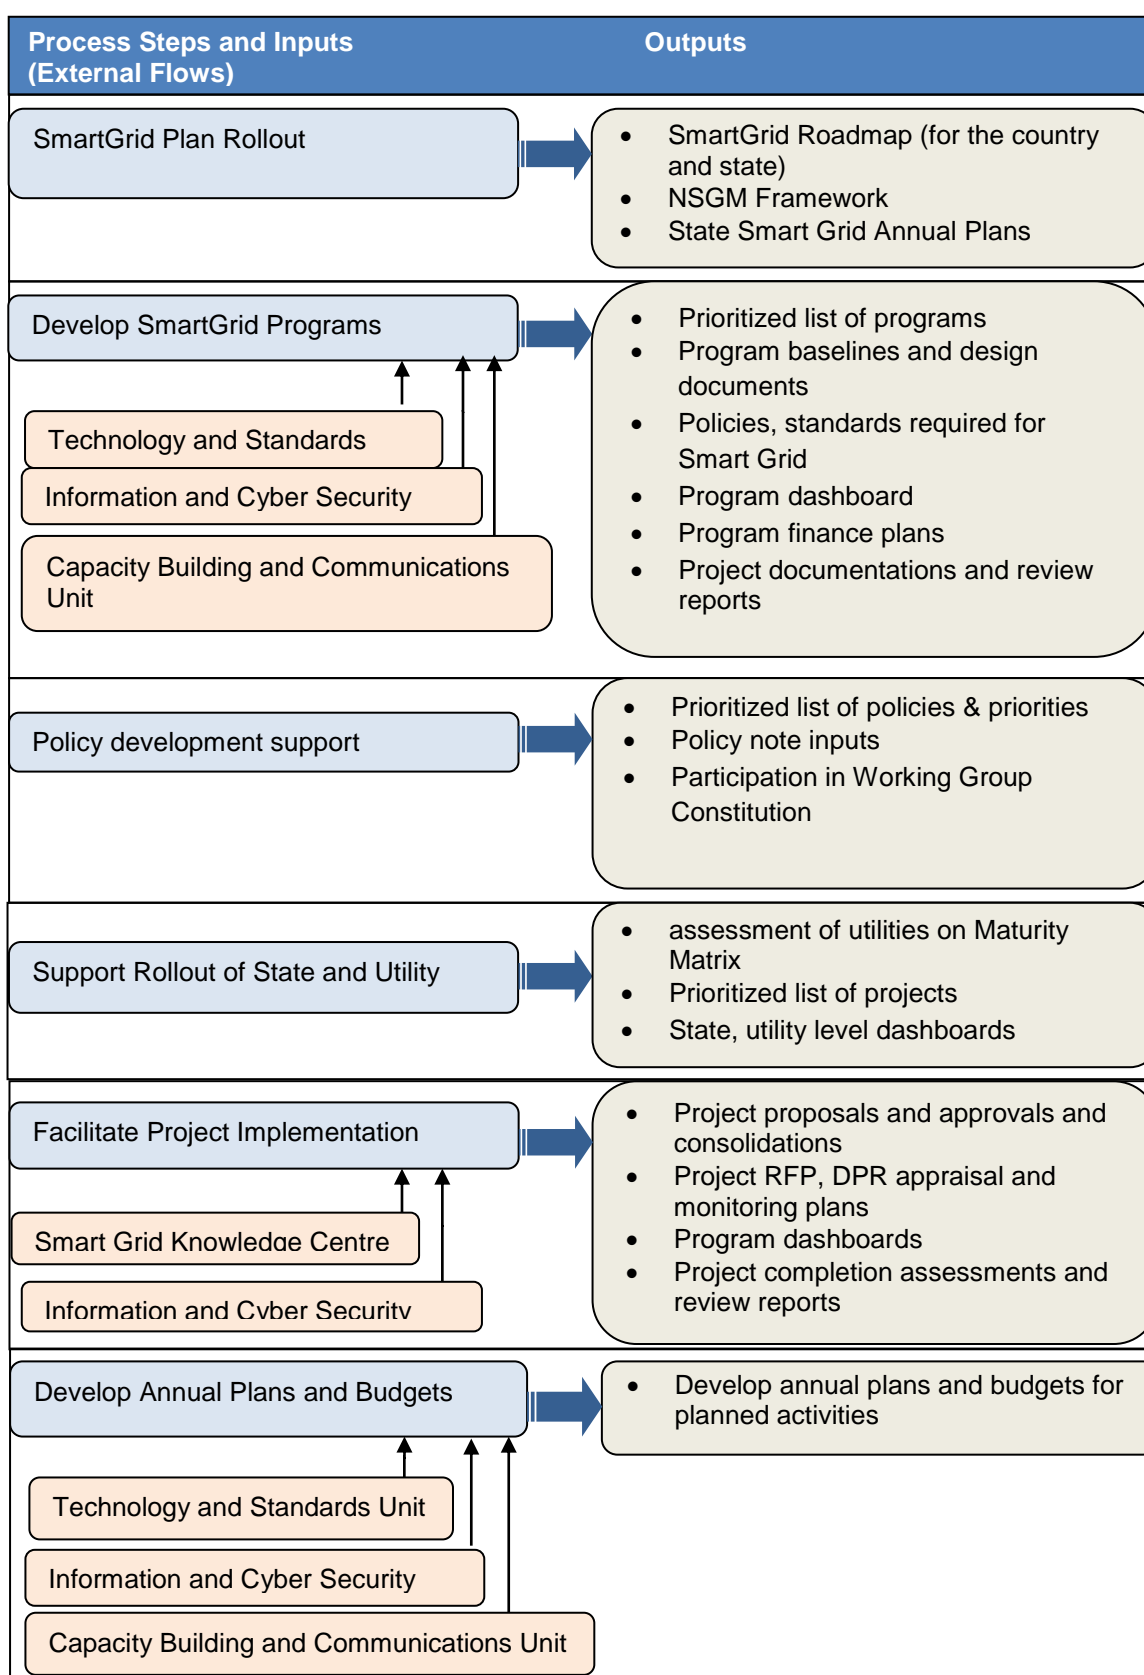 Process Steps and Inputs
(External Flows)
Outputs
SmartGrid Plan Rollout
• SmartGrid Roadmap (for the country
and state)
• NSGM Framework
• State Smart Grid Annual Plans
Develop SmartGrid Programs
Technology and Standards
Information and Cyber Security
Capacity Building and Communications
Unit
• Prioritized list of programs
• Program baselines and design
documents
• Policies, standards required for
Smart Grid
• Program dashboard
• Program finance plans
• Project documentations and review
reports
Policy development support
• Prioritized list of policies & priorities
• Policy note inputs
• Participation in Working Group
Constitution
Support Rollout of State and Utility
• assessment of utilities on Maturity
Matrix
• Prioritized list of projects
• State, utility level dashboards
Facilitate Project Implementation
Smart Grid Knowledge Centre
Information and Cyber Security
• Project proposals and approvals and
consolidations
• Project RFP, DPR appraisal and
monitoring plans
• Program dashboards
• Project completion assessments and
review reports
Develop Annual Plans and Budgets
Technology and Standards Unit
Information and Cyber Security
Capacity Building and Communications Unit
• Develop annual plans and budgets for
planned activities